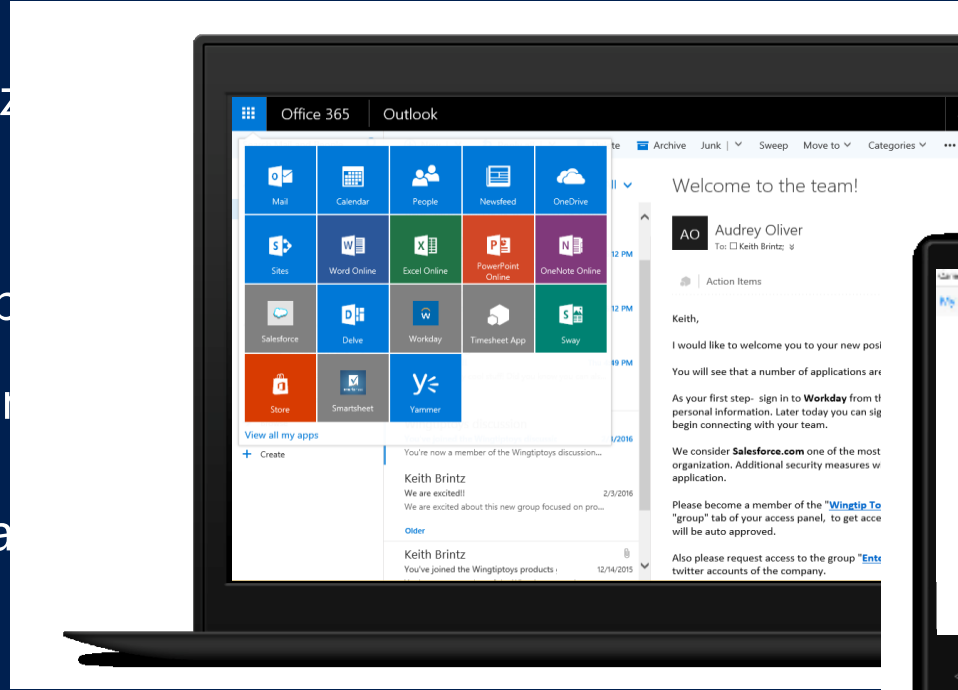 Office 365 Outlook
Archive Junk | Sweep Move to Categories •••
Mail Calendar People Newsfeed OneDrive
Sites Word Online Excel Online PowerPoint Online OneNote Online
Salesforce Delve Workday Timesheet App Sway
Store Smartsheet Yammer
View all my apps
Create
12 PM
12 PM
49 PM
/2016
You're now a member of the Wingtiptoys discussion...
Keith Brintz
We are excited!! 2/3/2016
We are excited about this new group focused on pro...
Older
Keith Brintz
You've joined the Wingtiptoys products 12/14/2015
Welcome to the team!
AO Audrey Oliver
To: Keith Brintz;
Action Items
Keith,
I would like to welcome you to your new posi
You will see that a number of applications are
As your first step- sign in to Workday from th
personal information. Later today you can sig
begin connecting with your team.
We consider Salesforce.com one of the most
organization. Additional security measures w
application.
Please become a member of the "Wingtip To
"group" tab of your access panel, to get acce
will be auto approved.
Also please request access to the group "Ente
twitter accounts of the company.
My